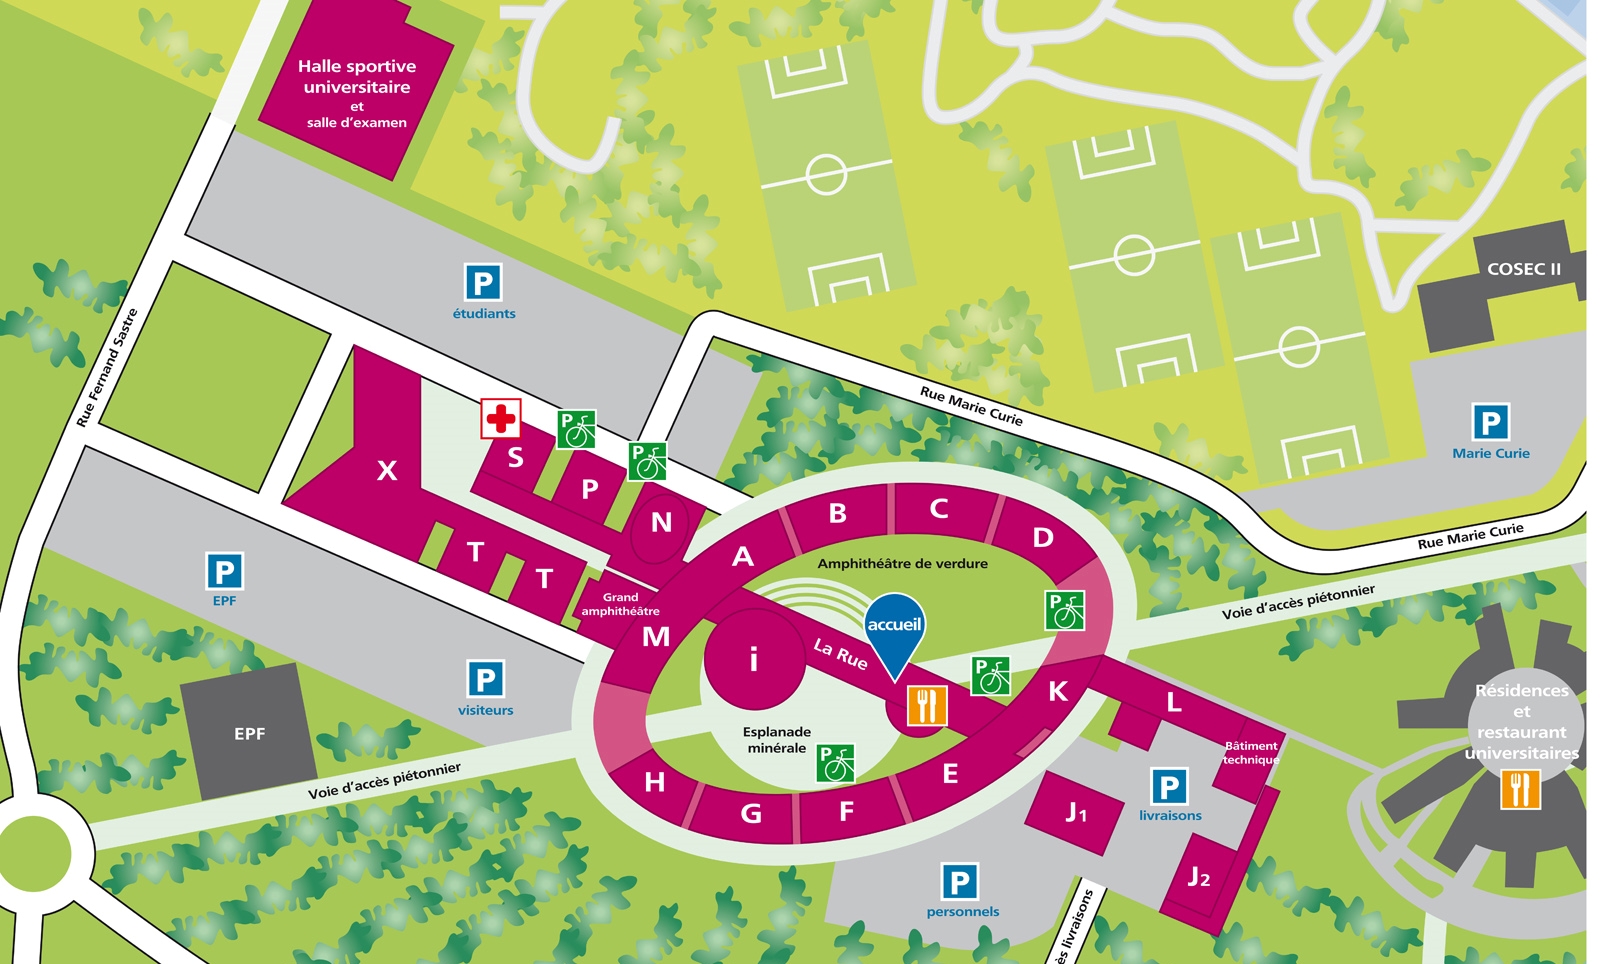 Halle sportive
universitaire
et
salle d’examen
COSEC II
P
étudiants
Rue Fernand Sastre
Rue Marie Curie
P
Marie Curie
Rue Marie Curie
P
P
X
S
P
N
T
T
A
B
C
D
Amphithéâtre de verdure
P
EPF
Grand
amphithéâtre
M
i
La Rue
accueil
P
P
Voie d’accès piétonnier
K
L
P
visiteurs
EPF
Esplanade
minérale
P
Bâtiment
technique
Résidences
et
restaurant
universitaires
Voie d’accès piétonnier
H
G
F
E
J1
P
livraisons
J2
P
personnels
ès livraisons